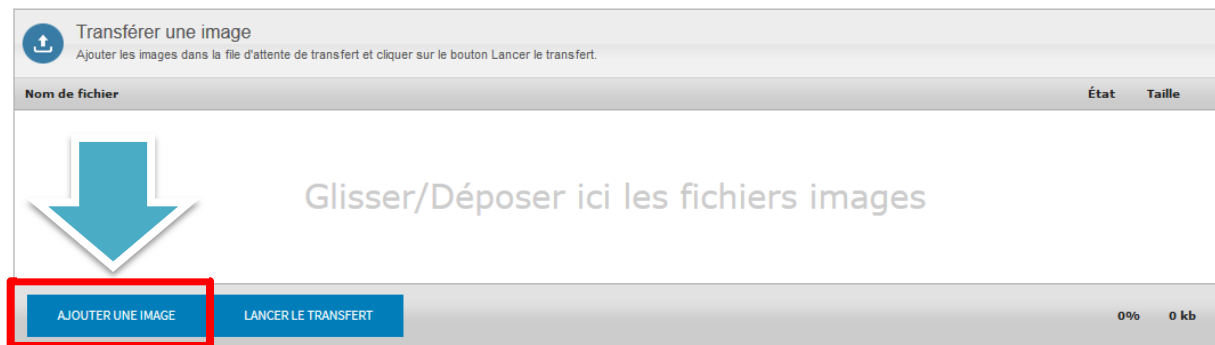 Transférer une image
Ajouter les images dans la file d'attente de transfert et cliquer sur le bouton Lancer le transfert.
Nom de fichier État Taille
Glisser/Déposer ici les fichiers images
AJOUTER UNE IMAGE LANCER LE TRANSFERT 0% 0 kb